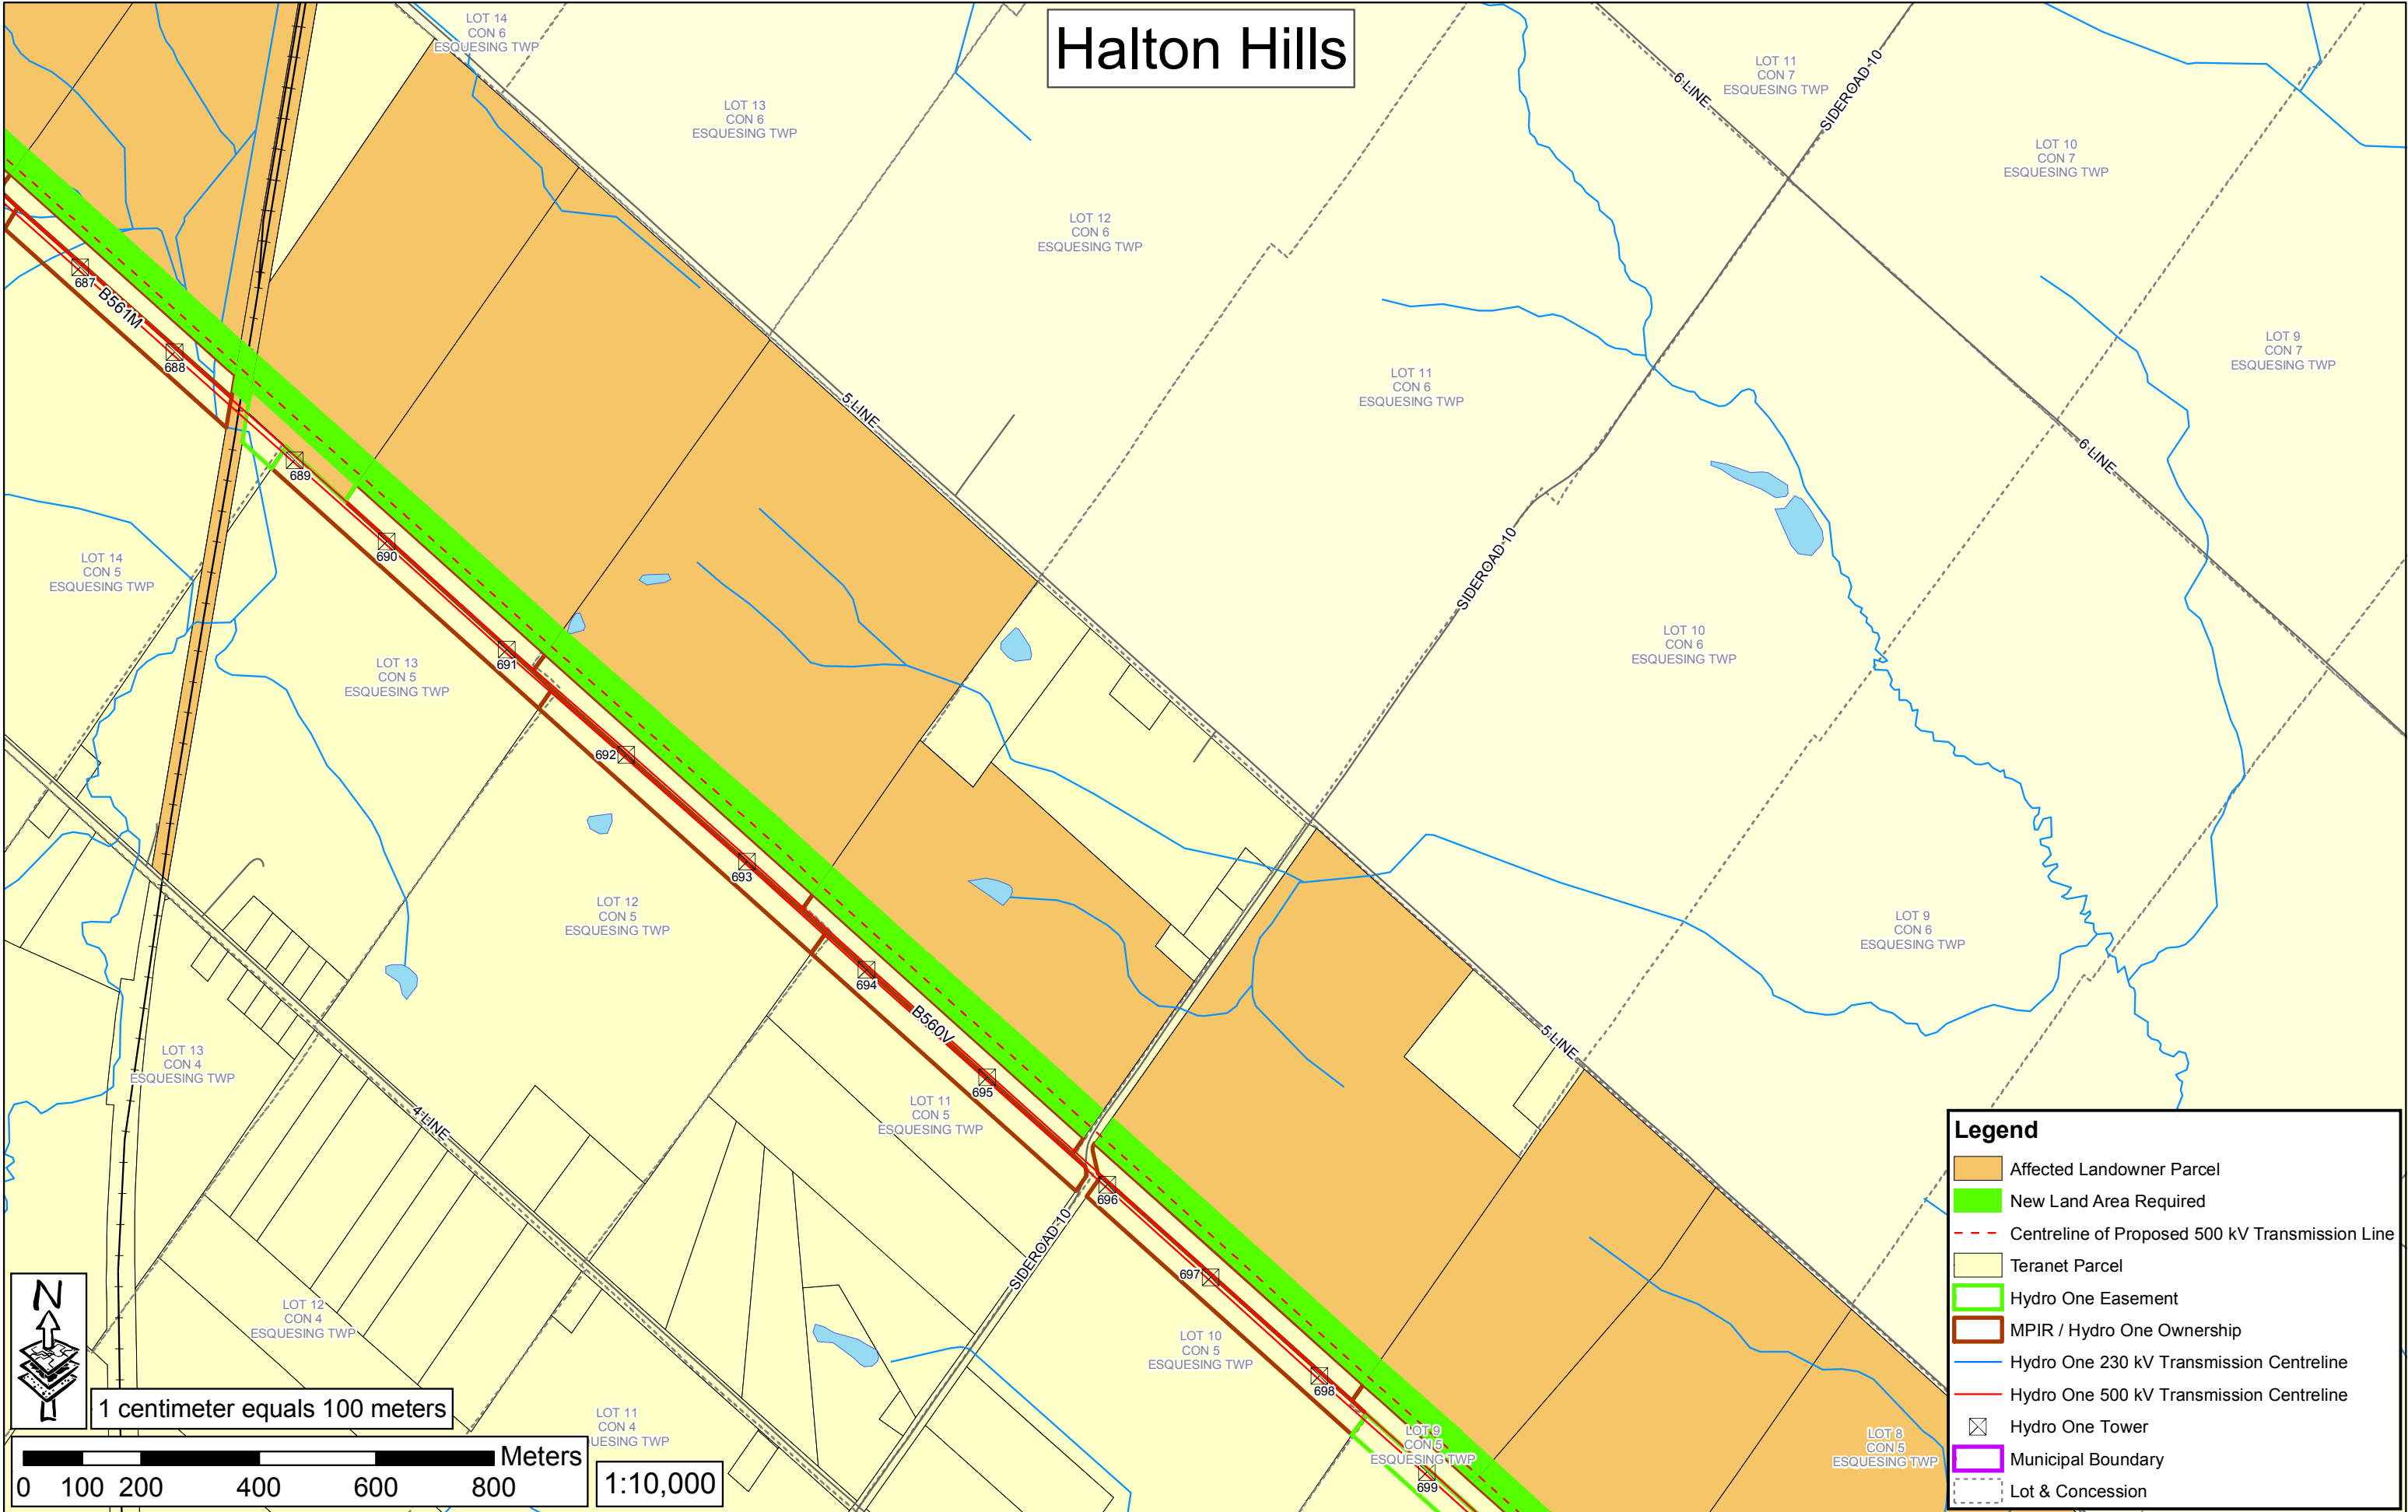 Halton Hills
LOT 14
CON 6
ESQUESING TWP
LOT 13
CON 6
ESQUESING TWP
LOT 12
CON 6
ESQUESING TWP
LOT 11
CON 6
ESQUESING TWP
LOT 11
CON 7
ESQUESING TWP
LOT 10
CON 7
ESQUESING TWP
LOT 9
CON 7
ESQUESING TWP
6 LINE
SIDEROAD 10
6 LINE
5 LINE
SIDEROAD 10
LOT 10
CON 6
ESQUESING TWP
LOT 9
CON 6
ESQUESING TWP
687
B561M
688
689
690
691
692
693
694
B560V
695
696
697
698
699
LOT 14
CON 5
ESQUESING TWP
LOT 13
CON 5
ESQUESING TWP
LOT 12
CON 5
ESQUESING TWP
LOT 11
CON 5
ESQUESING TWP
LOT 10
CON 5
ESQUESING TWP
LOT 9
CON 5
ESQUESING TWP
LOT 8
CON 5
ESQUESING TWP
5 LINE
SIDEROAD 10
4 LINE
LOT 13
CON 4
ESQUESING TWP
LOT 12
CON 4
ESQUESING TWP
LOT 11
CON 4
UESING TWP
N
1 centimeter equals 100 meters
Meters
0 100 200 400 600 800
1:10,000
Legend
Affected Landowner Parcel
New Land Area Required
Centreline of Proposed 500 kV Transmission Line
Teranet Parcel
Hydro One Easement
MPIR / Hydro One Ownership
Hydro One 230 kV Transmission Centreline
Hydro One 500 kV Transmission Centreline
Hydro One Tower
Municipal Boundary
Lot & Concession